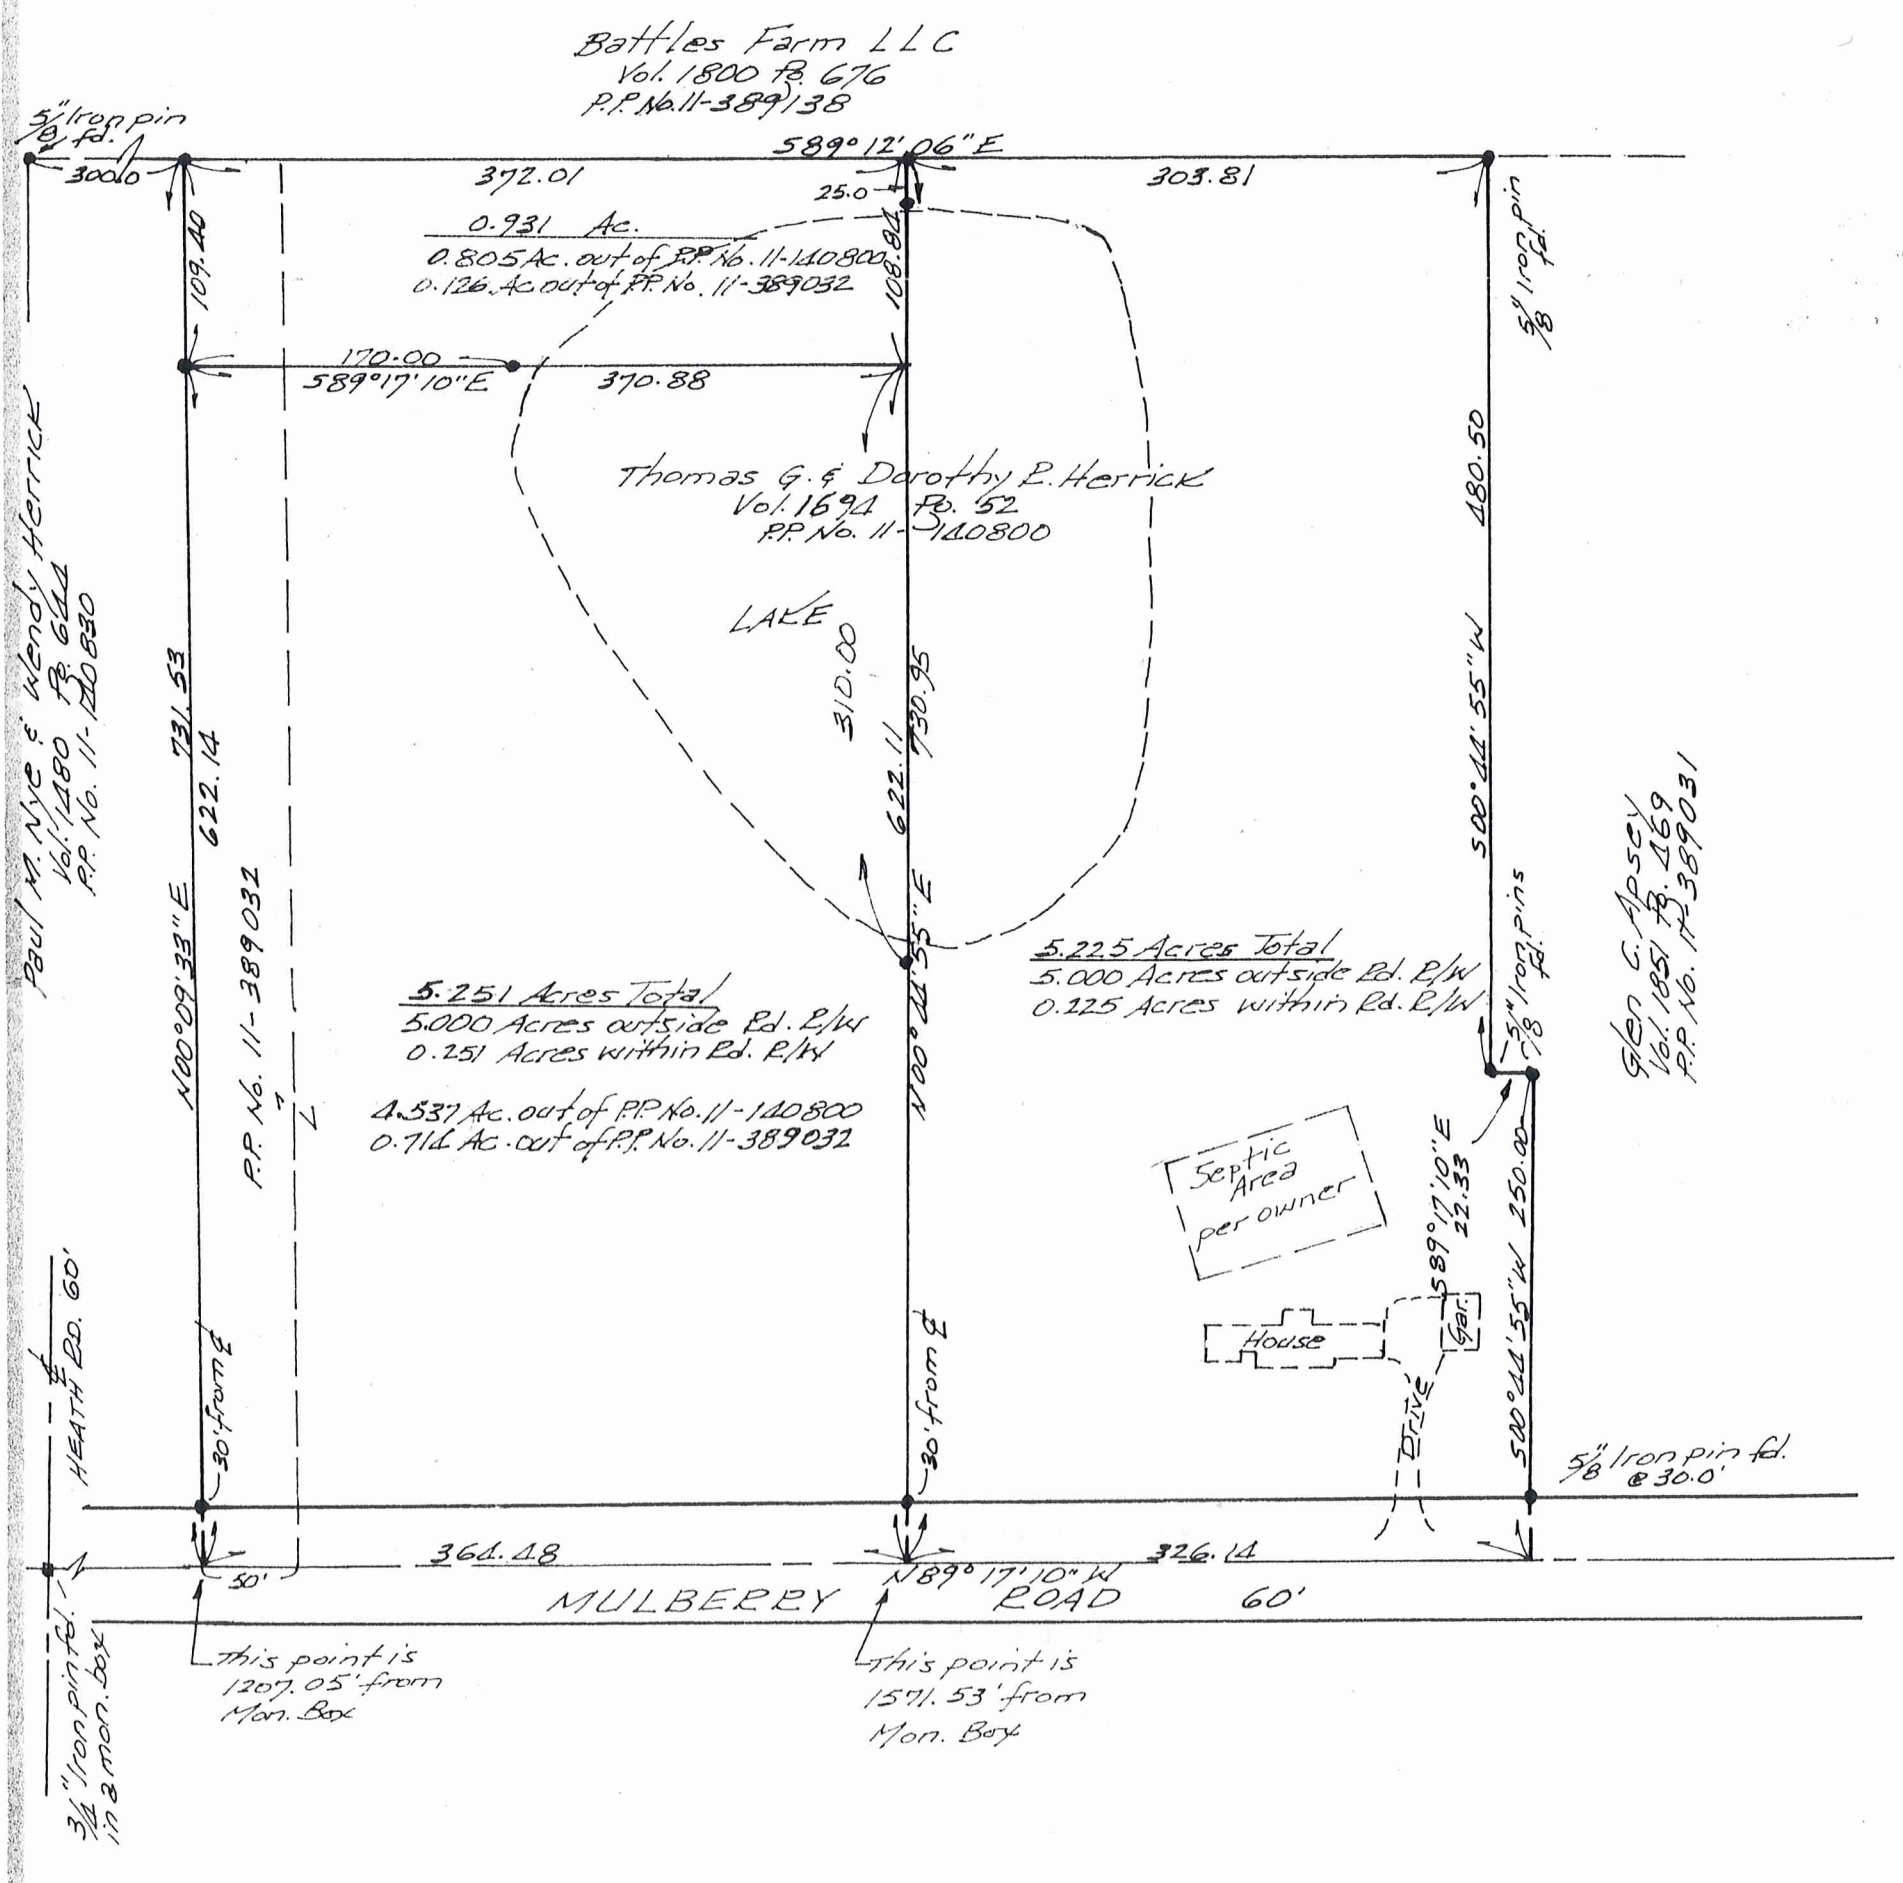 Battles Farm LLC
Vol. 1800 Pg. 676
P.P. No. 11-389138
5/8" Iron pin
fd.
300.0
S89°12'06"E
372.01
303.81
25.0
109.40
108.84
0.931 Ac.
0.805 Ac. out of P.P. No. 11-140800
0.126 Ac out of P.P. No. 11-389032
5/8" Iron pin
fd.
170.00
S89°17'10"E
370.88
Thomas G. & Dorothy R. Herrick
Vol. 1694 Pg. 52
P.P. No. 11-140800
480.50
S00°44'55"W
Paul M. Nye & Wendy Herrick
Vol. 1480 Pg. 644
P.P. No. 11-140830
LAKE
310.00
731.53
622.14
N00°09'33"E
730.95
622.11
N00°44'55"E
P.P. No. 11-389032
Glen C. Apsey
Vol. 1851 Pg. 469
P.P. No. 11-389031
5/8" Iron pins
fd.
5.251 Acres Total
5.000 Acres outside Rd. R/W
0.251 Acres within Rd. R/W
4.537 Ac. out of P.P. No. 11-140800
0.714 Ac. out of P.P. No. 11-389032
5.225 Acres Total
5.000 Acres outside Rd. R/W
0.225 Acres within Rd. R/W
Septic
Area
per owner
S89°17'10"E
22.33
250.00
S00°44'55"W
House
Gar.
Drive
HEATH RD. 60'
30' from ℄
30' from ℄
5/8" Iron pin fd.
@ 30.0'
364.48
326.14
50'
N89°17'10"W
MULBERRY ROAD 60'
3/4" Iron pin fd.
in a mon. box
This point is
1207.05' from
Mon. Box
This point is
1571.53' from
Mon. Box